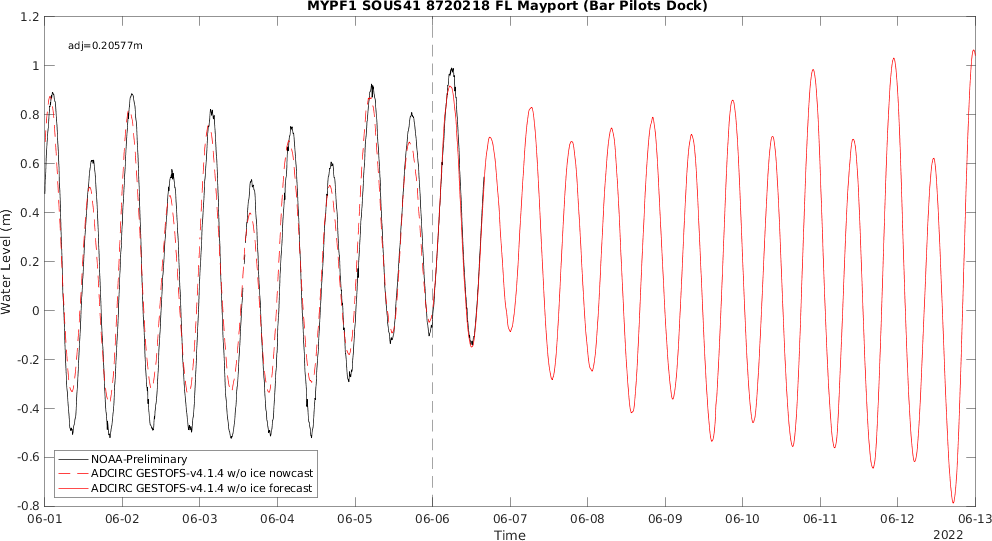 MYPF1 SOUS41 8720218 FL Mayport (Bar Pilots Dock)
adj=0.20577m
1.2
1
0.8
0.6
0.4
0.2
0
-0.2
-0.4
-0.6
-0.8
Water Level (m)
NOAA-Preliminary
ADCIRC GESTOFS-v4.1.4 w/o ice nowcast
ADCIRC GESTOFS-v4.1.4 w/o ice forecast
06-01 06-02 06-03 06-04 06-05 06-06 06-07 06-08 06-09 06-10 06-11 06-12 06-13
Time
2022